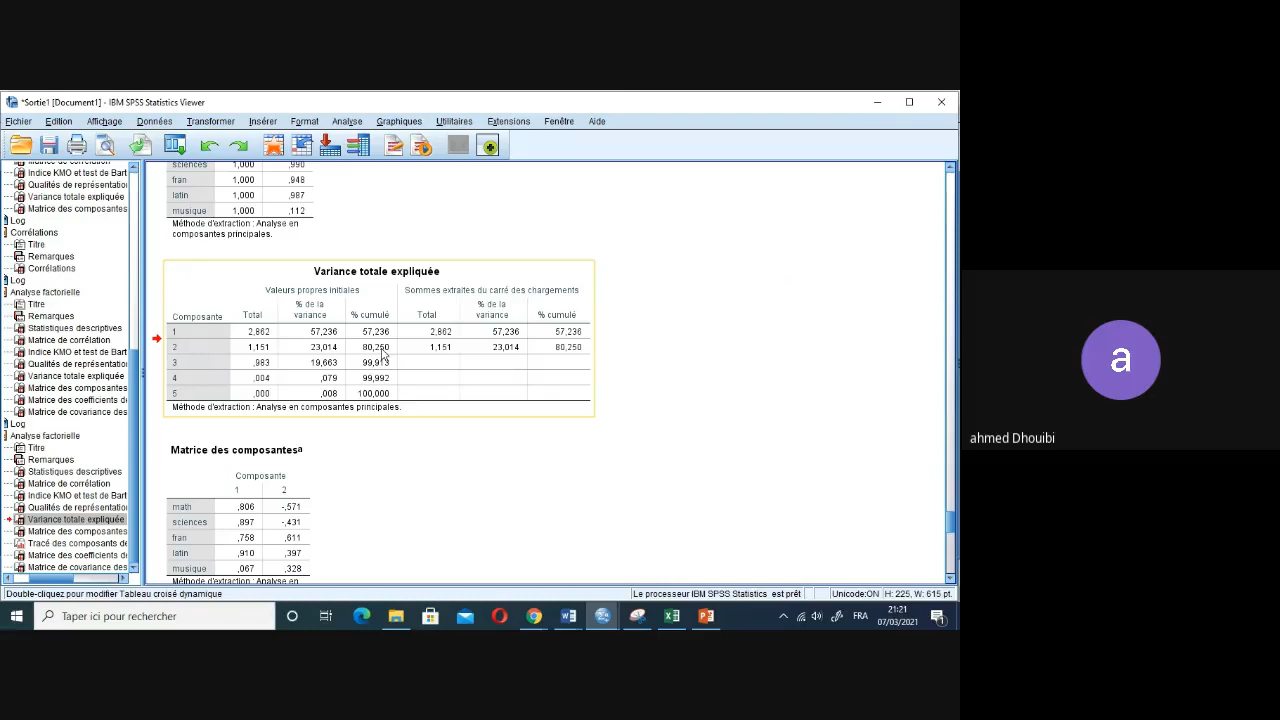 *Sortie1 [Document1] - IBM SPSS Statistics Viewer
Fichier Edition Affichage Données Transformer Insérer Format Analyse Graphiques Utilitaires Extensions Fenêtre Aide
Matrice de corrélation
Indice KMO et test de Bart
Qualités de représentation
Variance totale expliquée
Matrice des composantes
Log
Corrélations
Titre
Remarques
Corrélations
Log
Analyse factorielle
Titre
Remarques
Statistiques descriptives
Matrice de corrélation
Indice KMO et test de Bart
Qualités de représentation
Variance totale expliquée
Matrice des composantes
Matrice des coefficients d
Matrice de covariance des
Log
Analyse factorielle
Titre
Remarques
Statistiques descriptives
Matrice de corrélation
Indice KMO et test de Bart
Qualités de représentation
Variance totale expliquée
Matrice des composantes
Tracé des composants de
Matrice des coefficients d
Matrice de covariance des
sciences 1,000 ,990
fran 1,000 ,948
latin 1,000 ,987
musique 1,000 ,112
Méthode d'extraction : Analyse en
composantes principales.
Variance totale expliquée
Valeurs propres initiales Sommes extraites du carré des chargements
Composante Total % de la variance % cumulé Total % de la variance % cumulé
1 2,862 57,236 57,236 2,862 57,236 57,236
2 1,151 23,014 80,250 1,151 23,014 80,250
3 ,983 19,663 99,913
4 ,004 ,079 99,992
5 ,000 ,008 100,000
Méthode d'extraction : Analyse en composantes principales.
Matrice des composantesa
Composante
1 2
math ,806 -,571
sciences ,897 -,431
fran ,758 ,611
latin ,910 ,397
musique ,067 ,328
Méthode d'extraction : Analyse en
Double-cliquez pour modifier Tableau croisé dynamique
Le processeur IBM SPSS Statistics est prêt Unicode:ON H: 225, W: 615 pt.
Taper ici pour rechercher
FRA
21:21
07/03/2021
a
ahmed Dhouibi